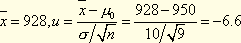 x̄ = 928, u = (x̄ − μ₀)/(σ/√n) = (928 − 950)/(10/√9) = −6.6